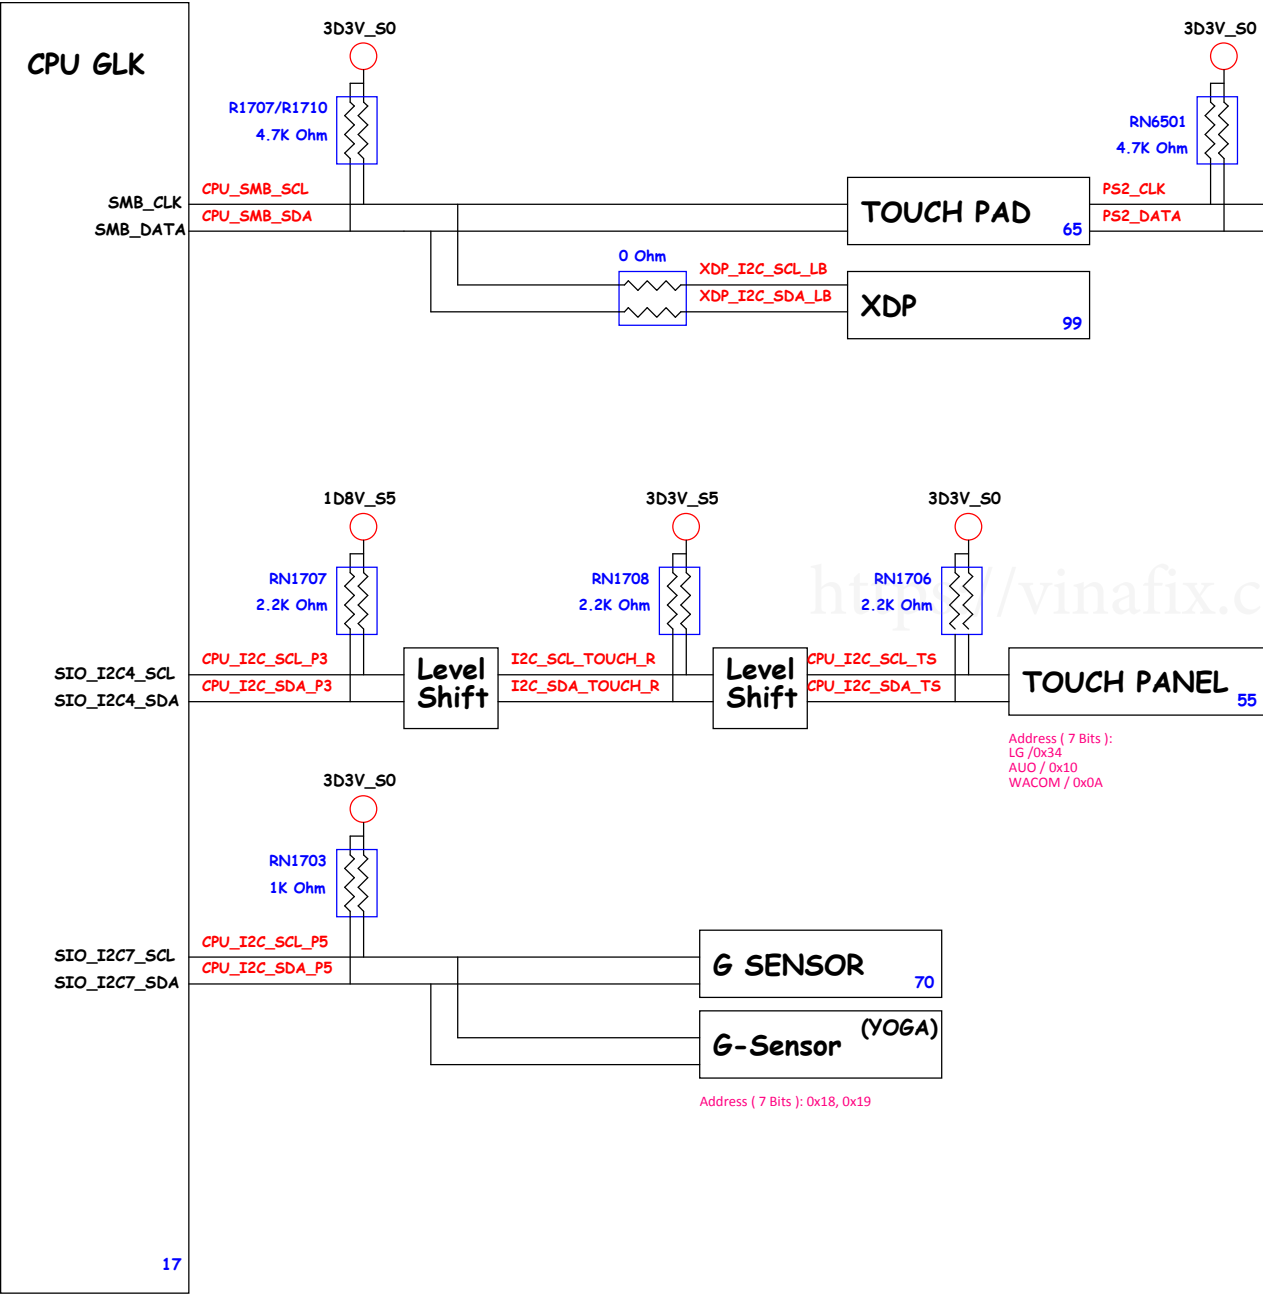 3D3V_S0
3D3V_S0
CPU GLK
R1707/R1710
4.7K Ohm
RN6501
4.7K Ohm
SMB_CLK
CPU_SMB_SCL
SMB_DATA
CPU_SMB_SDA
TOUCH PAD
65
PS2_CLK
PS2_DATA
0 Ohm
XDP_I2C_SCL_LB
XDP_I2C_SDA_LB
XDP
99
1D8V_S5
3D3V_S5
3D3V_S0
RN1707
2.2K Ohm
RN1708
2.2K Ohm
RN1706
2.2K Ohm
https://vinafix.c
SIO_I2C4_SCL
SIO_I2C4_SDA
CPU_I2C_SCL_P3
CPU_I2C_SDA_P3
Level
Shift
I2C_SCL_TOUCH_R
I2C_SDA_TOUCH_R
Level
Shift
CPU_I2C_SCL_TS
CPU_I2C_SDA_TS
TOUCH PANEL
55
Address ( 7 Bits ):
LG /0x34
AUO / 0x10
WACOM / 0x0A
3D3V_S0
RN1703
1K Ohm
SIO_I2C7_SCL
SIO_I2C7_SDA
CPU_I2C_SCL_P5
CPU_I2C_SDA_P5
G SENSOR
70
G-Sensor
(YOGA)
Address ( 7 Bits ): 0x18, 0x19
17